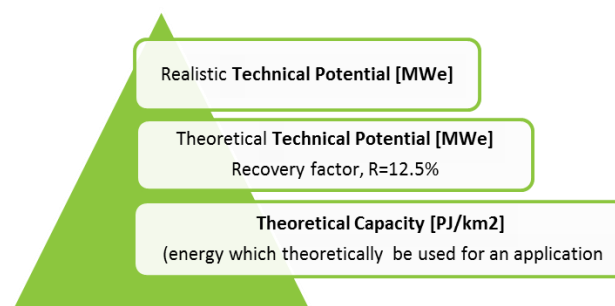 Realistic Technical Potential [MWe]
Theoretical Technical Potential [MWe]
Recovery factor, R=12.5%
Theoretical Capacity [PJ/km2]
(energy which theoretically be used for an application